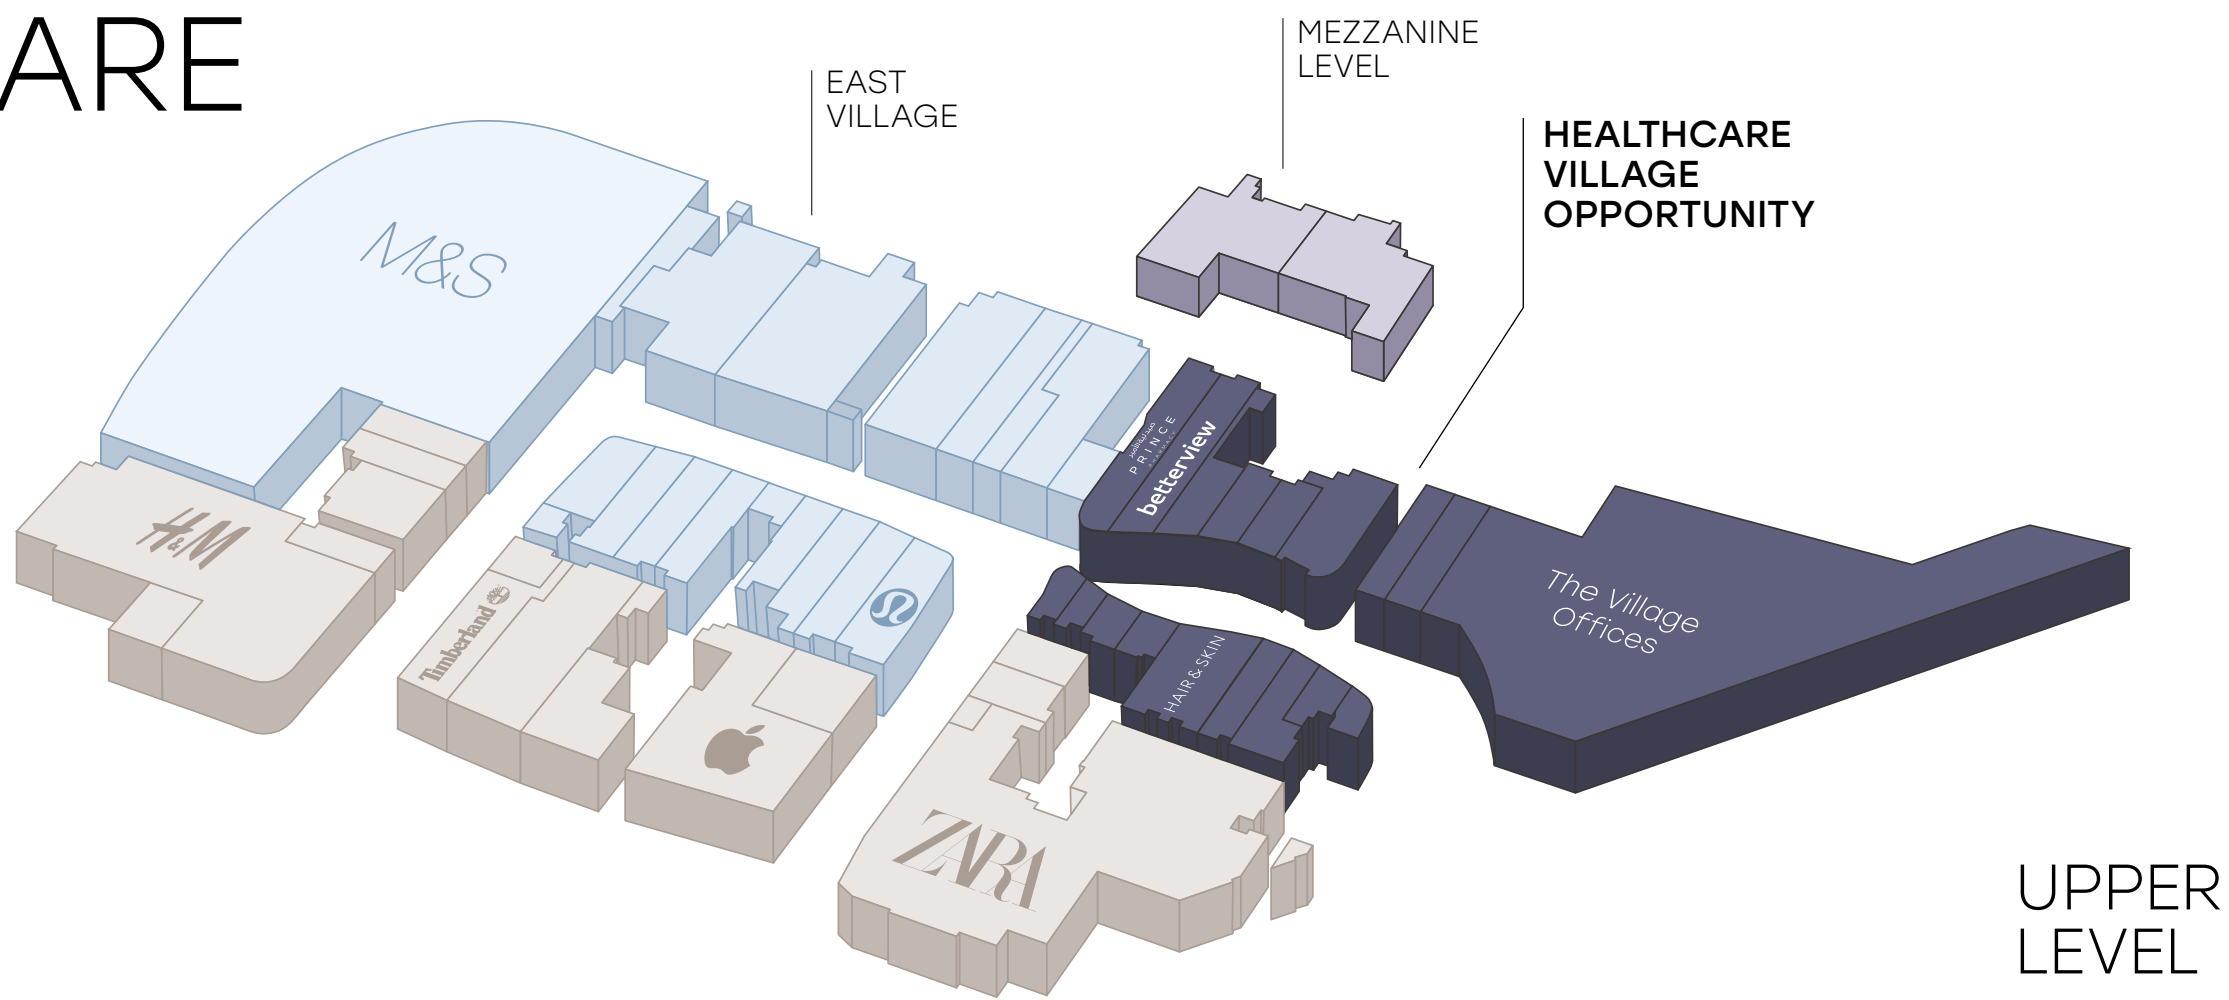 ARE
EAST
VILLAGE
MEZZANINE
LEVEL
HEALTHCARE
VILLAGE
OPPORTUNITY
M&S
PRINCE
PHARMACY
betterview
H&M
The Village
Offices
Timberland
HAIR & SKIN
ZARA
UPPER
LEVEL